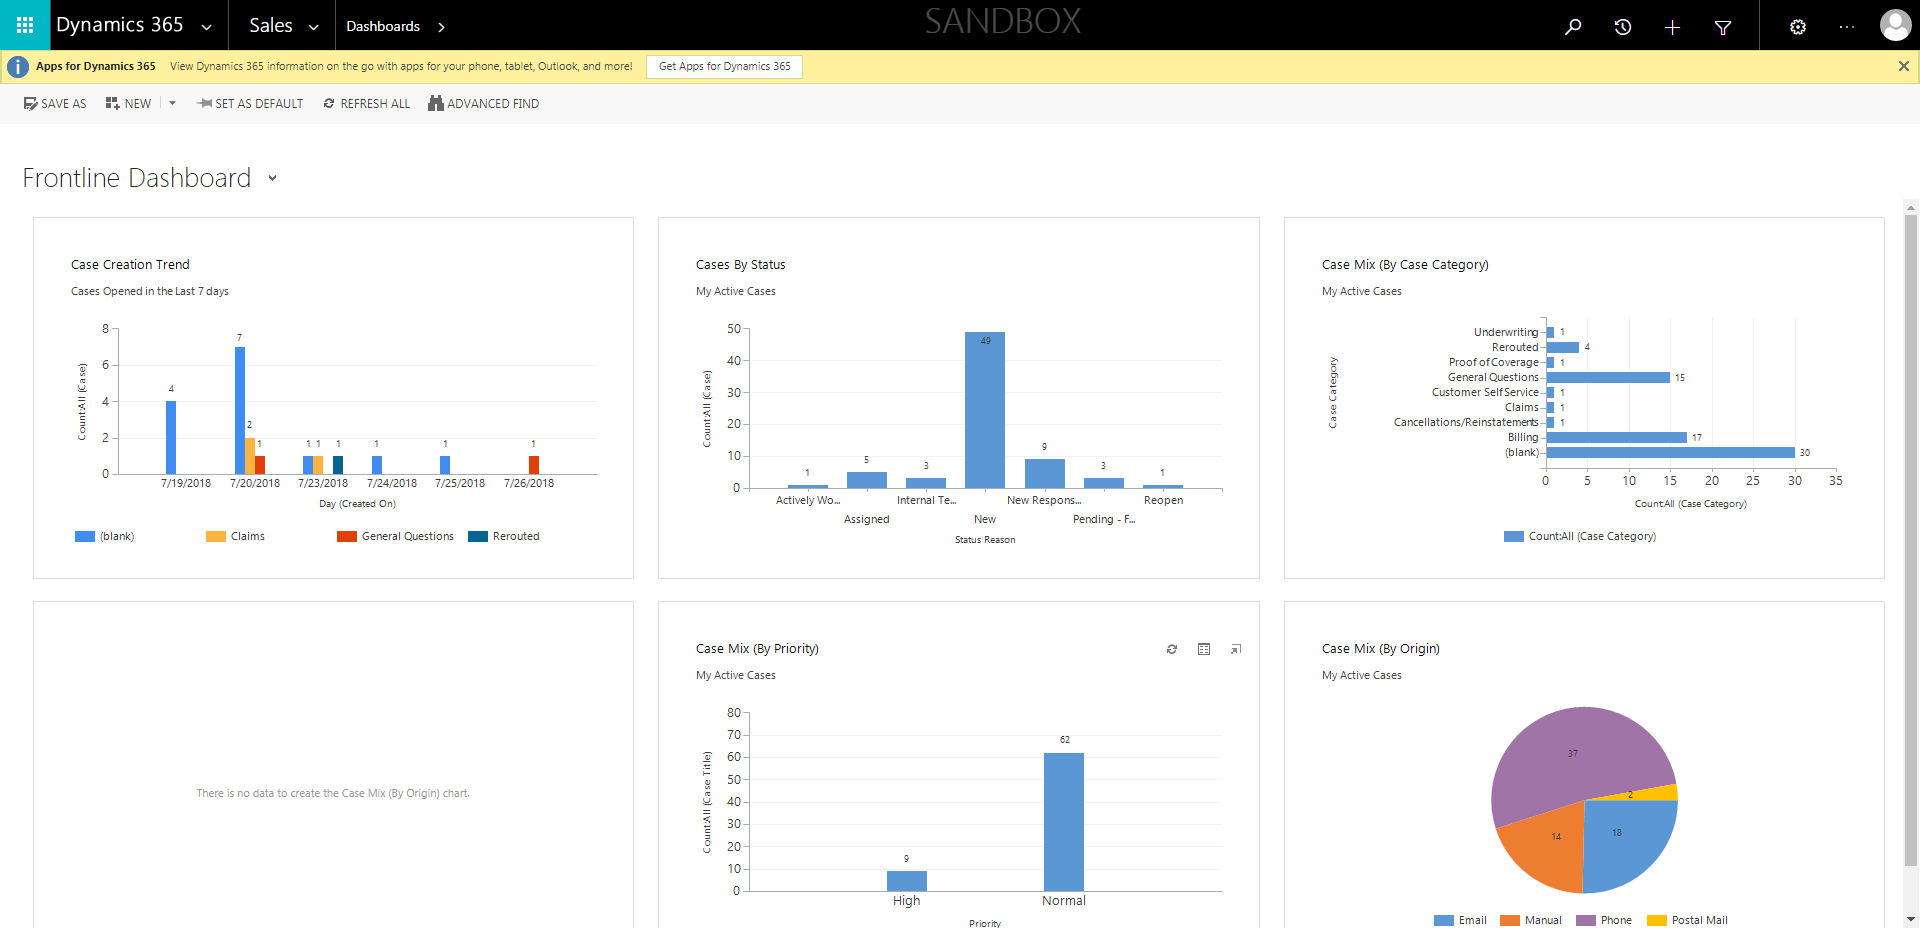 Dynamics 365 Sales Dashboards SANDBOX
Apps for Dynamics 365 View Dynamics 365 information on the go with apps for your phone, tablet, Outlook, and more! Get Apps for Dynamics 365
SAVE AS NEW SET AS DEFAULT REFRESH ALL ADVANCED FIND
Frontline Dashboard
Case Creation Trend
Cases Opened in the Last 7 days
Count:All (Case)
8
6
4
2
0
4
7
2
1
1
1
1
1
1
1
7/19/2018 7/20/2018 7/23/2018 7/24/2018 7/25/2018 7/26/2018
Day (Created On)
(blank) Claims General Questions Rerouted
Cases By Status
My Active Cases
Count:All (Case)
50
40
30
20
10
0
1
5
3
49
9
3
1
Actively Wo... Internal Te... New Respons... Reopen
Assigned New Pending - F...
Status Reason
Case Mix (By Case Category)
My Active Cases
Case Category
Underwriting 1
Rerouted 4
Proof of Coverage 1
General Questions 15
Customer Self Service 1
Claims 1
Cancellations/Reinstatements 1
Billing 17
(blank) 30
0 5 10 15 20 25 30 35
Count:All (Case Category)
Count:All (Case Category)
There is no data to create the Case Mix (By Origin) chart.
Case Mix (By Priority)
My Active Cases
Count:All (Case Title)
80
70
60
50
40
30
20
10
0
9
62
High Normal
Priority
Case Mix (By Origin)
My Active Cases
37
2
14
18
Email Manual Phone Postal Mail